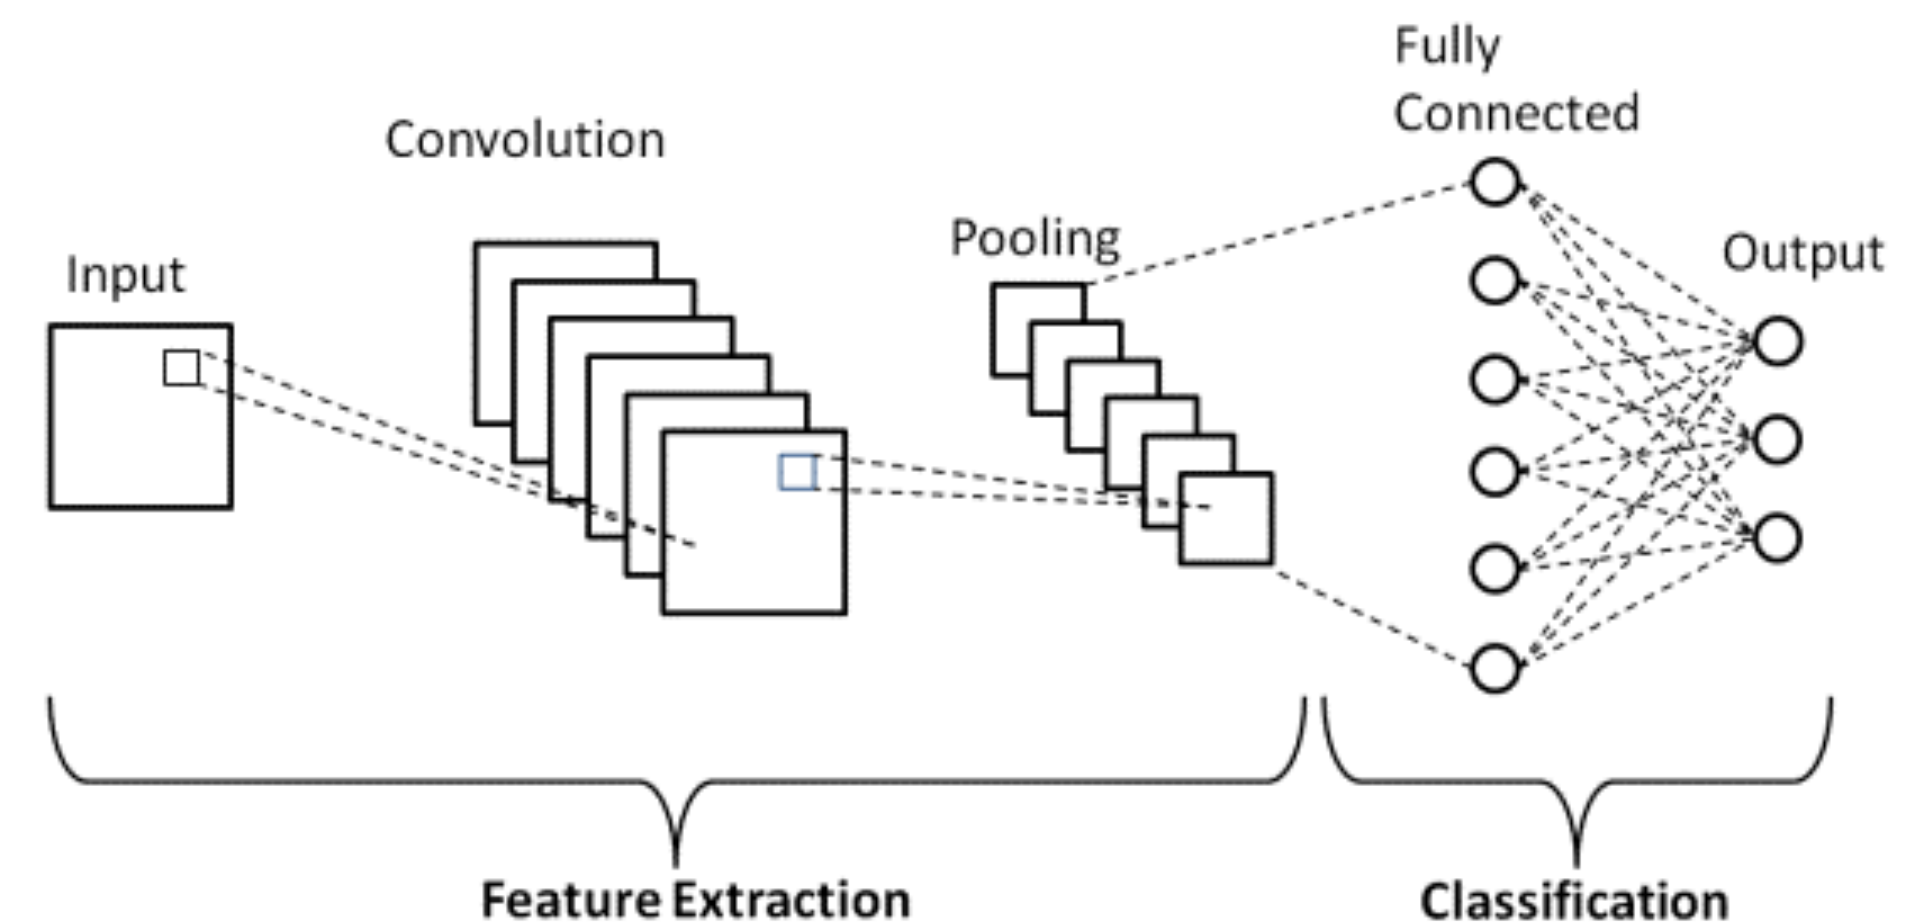 Input
Convolution
Pooling
Fully
Connected
Output
Feature Extraction
Classification